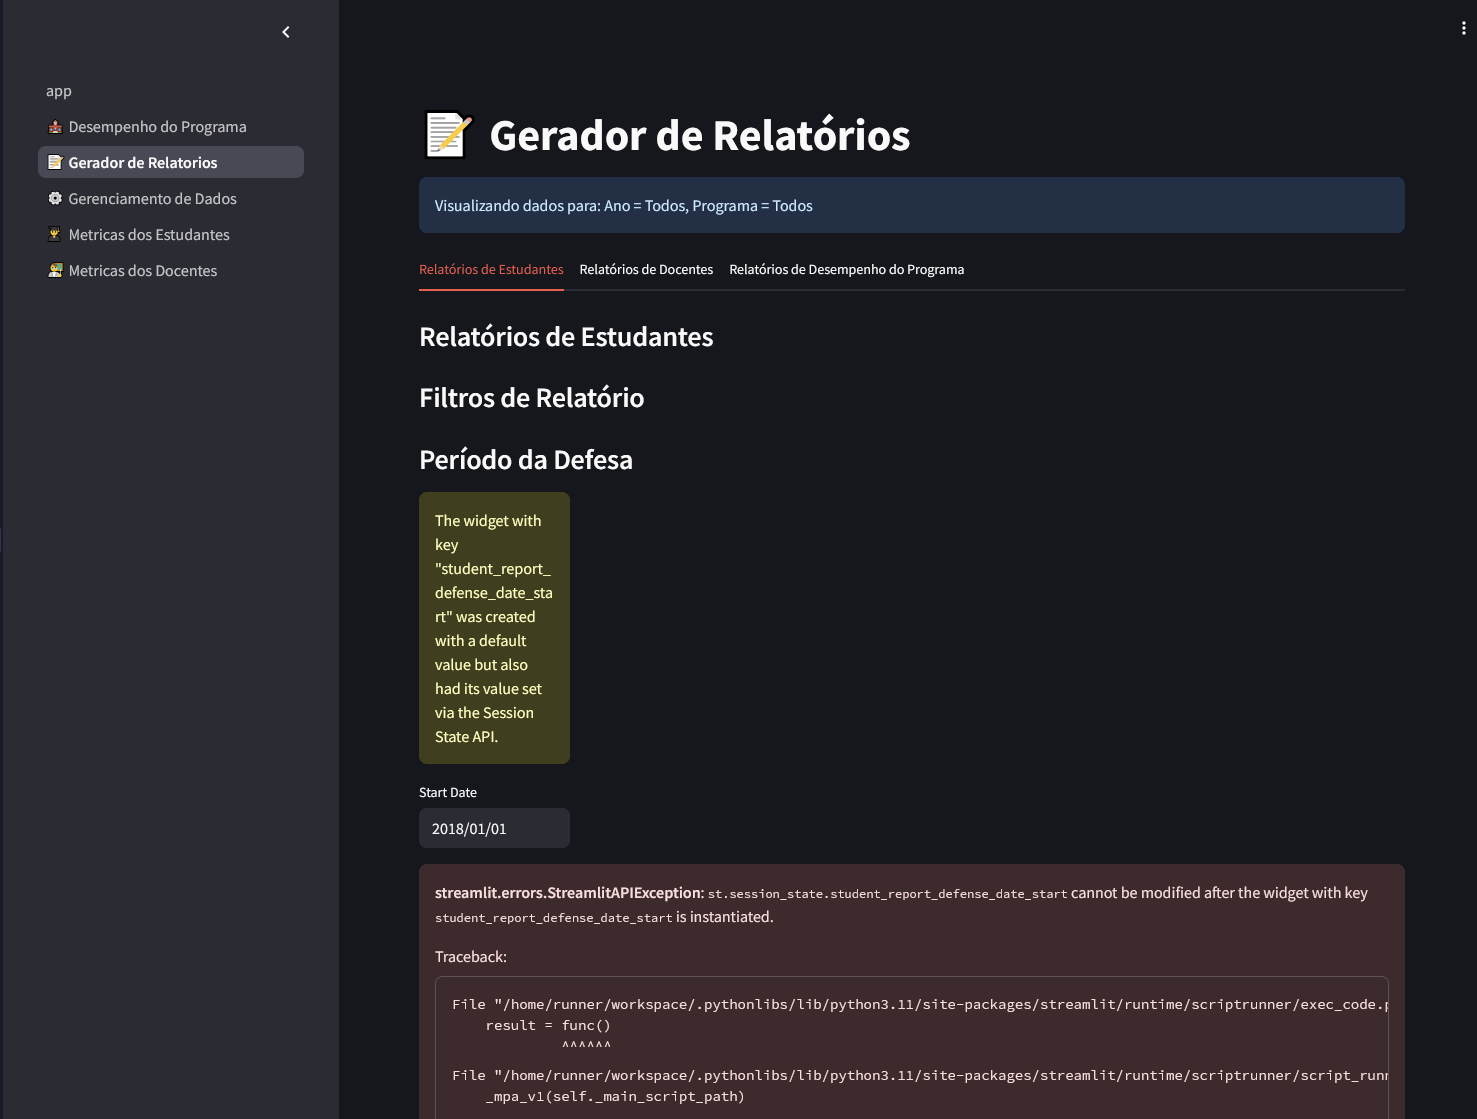 app
Desempenho do Programa
Gerador de Relatorios
Gerenciamento de Dados
Metricas dos Estudantes
Metricas dos Docentes
Gerador de Relatórios
Visualizando dados para: Ano = Todos, Programa = Todos
Relatórios de Estudantes Relatórios de Docentes Relatórios de Desempenho do Programa
Relatórios de Estudantes
Filtros de Relatório
Período da Defesa
The widget with
key
"student_report_
defense_date_sta
rt" was created
with a default
value but also
had its value set
via the Session
State API.
Start Date
2018/01/01
streamlit.errors.StreamlitAPIException: st.session_state.student_report_defense_date_start cannot be modified after the widget with key
student_report_defense_date_start is instantiated.
Traceback:
File "/home/runner/workspace/.pythonlibs/lib/python3.11/site-packages/streamlit/runtime/scriptrunner/exec_code.p
result = func()
^^^^^^
File "/home/runner/workspace/.pythonlibs/lib/python3.11/site-packages/streamlit/runtime/scriptrunner/script_runn
_mpa_v1(self._main_script_path)